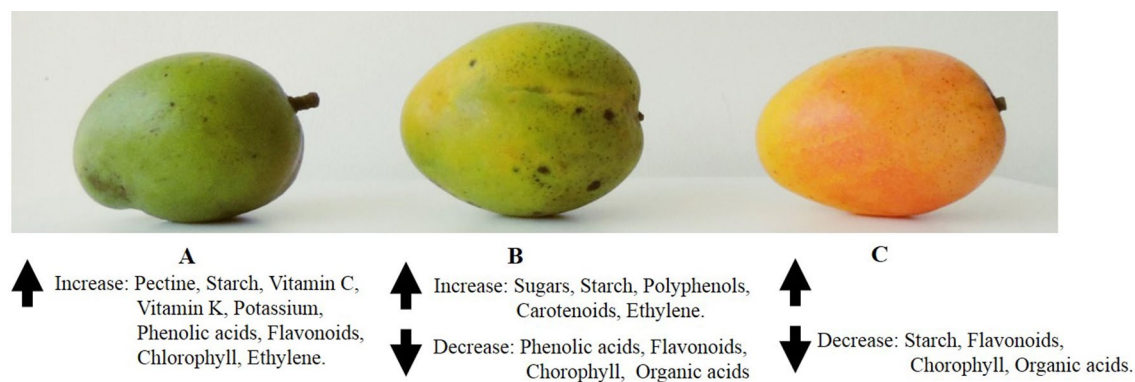 A
Increase: Pectine, Starch, Vitamin C,
Vitamin K, Potassium,
Phenolic acids, Flavonoids,
Chlorophyll, Ethylene.
B
Increase: Sugars, Starch, Polyphenols,
Carotenoids, Ethylene.
Decrease: Phenolic acids, Flavonoids,
Chorophyll, Organic acids
C
Decrease: Starch, Flavonoids,
Chorophyll, Organic acids.